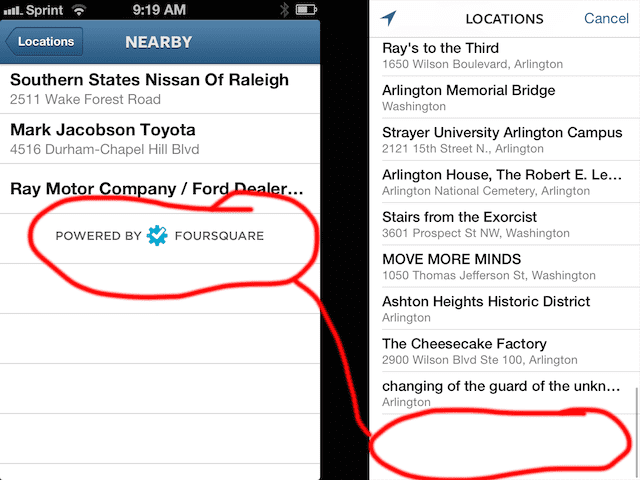 Sprint 9:19 AM
Locations NEARBY
Southern States Nissan Of Raleigh
2511 Wake Forest Road
Mark Jacobson Toyota
4516 Durham-Chapel Hill Blvd
Ray Motor Company / Ford Dealer…
POWERED BY FOURSQUARE
LOCATIONS Cancel
Ray's to the Third
1650 Wilson Boulevard, Arlington
Arlington Memorial Bridge
Washington
Strayer University Arlington Campus
2121 15th Street N., Arlington
Arlington House, The Robert E. Le…
Arlington National Cemetery, Arlington
Stairs from the Exorcist
3601 Prospect St NW, Washington
MOVE MORE MINDS
1050 Thomas Jefferson St, Washington
Ashton Heights Historic District
Arlington
The Cheesecake Factory
2900 Wilson Blvd Ste 100, Arlington
changing of the guard of the unkn…
Arlington